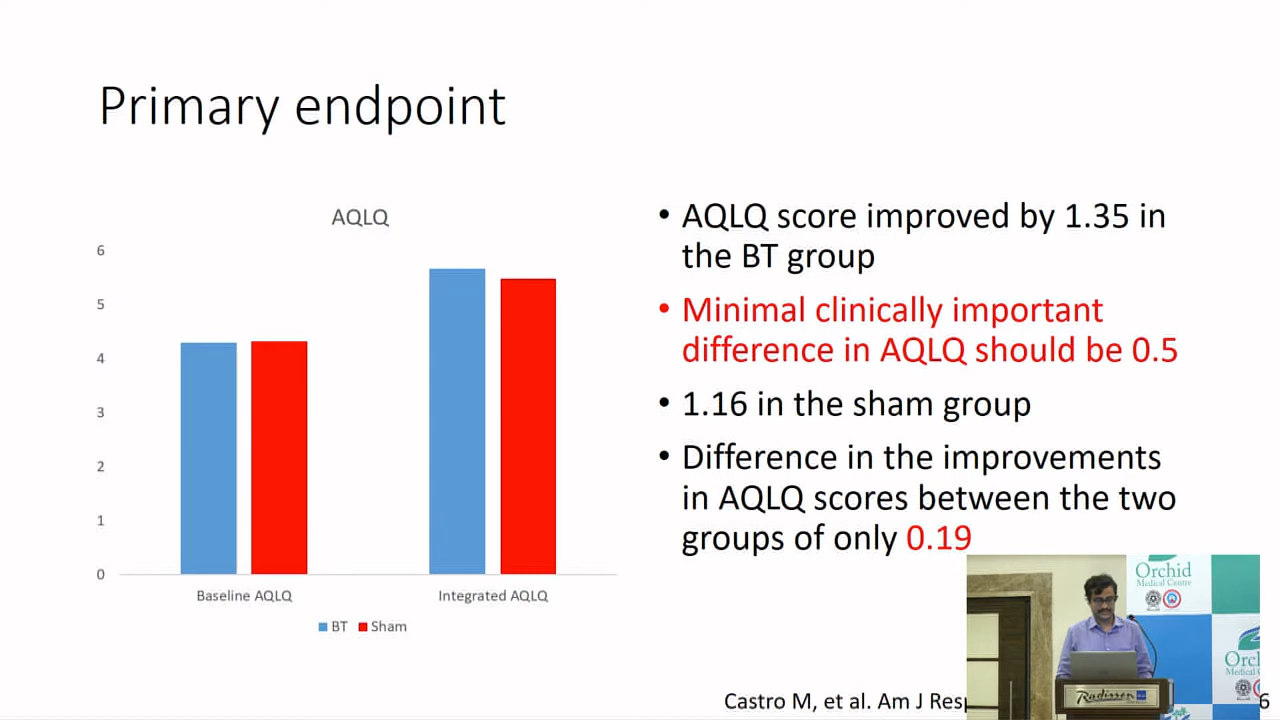 Primary endpoint
AQLQ
6
5
4
3
2
1
0
Baseline AQLQ
Integrated AQLQ
BT
Sham
• AQLQ score improved by 1.35 in
the BT group
• Minimal clinically important
difference in AQLQ should be 0.5
• 1.16 in the sham group
• Difference in the improvements
in AQLQ scores between the two
groups of only 0.19
Castro M, et al. Am J Resp
6
Orchid
Medical Centre
Orch
Medical
Radisson